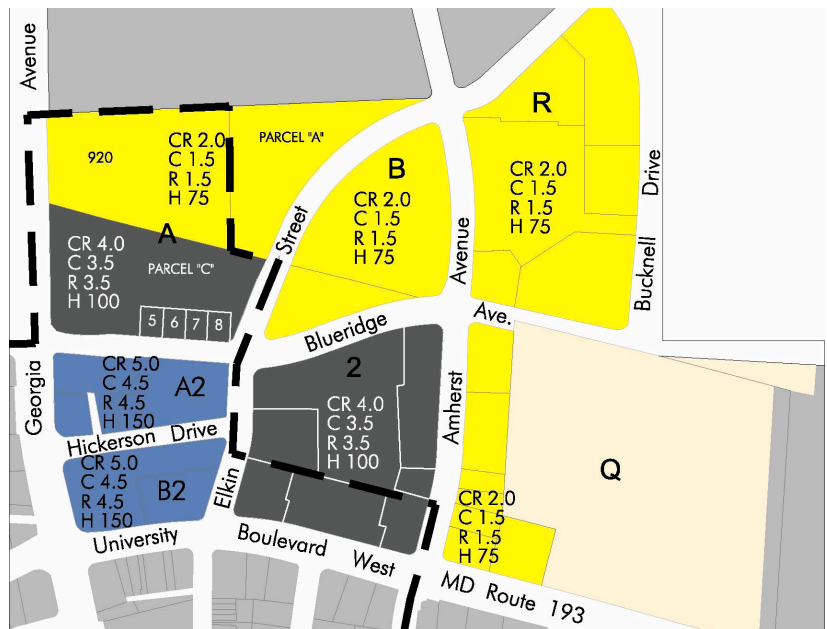 Avenue
R
920
CR 2.0
C 1.5
R 1.5
H 75
PARCEL "A"
B
CR 2.0
C 1.5
R 1.5
H 75
CR 2.0
C 1.5
R 1.5
H 75
Drive
Bucknell
Street
Avenue
A
CR 4.0
C 3.5
R 3.5
H 100
PARCEL "C"
5 6 7 8
Blueridge
Ave.
Georgia
CR 5.0
C 4.5
R 4.5
H 150
A2
Hickerson Drive
2
CR 4.0
C 3.5
R 3.5
H 100
Amherst
CR 5.0
C 4.5
R 4.5
H 150
B2
Elkin
Q
CR 2.0
C 1.5
R 1.5
H 75
University Boulevard West
MD Route 193